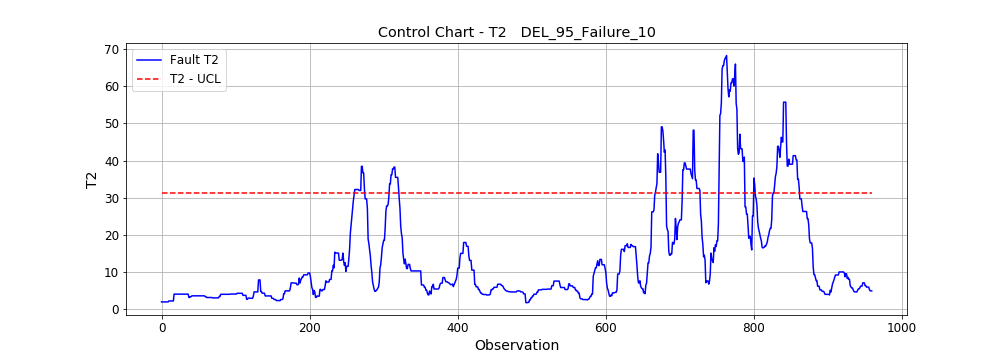 Control Chart - T2   DEL_95_Failure_10
Fault T2
T2 - UCL
70
60
50
40
30
20
10
0
T2
0 200 400 600 800 1000
Observation